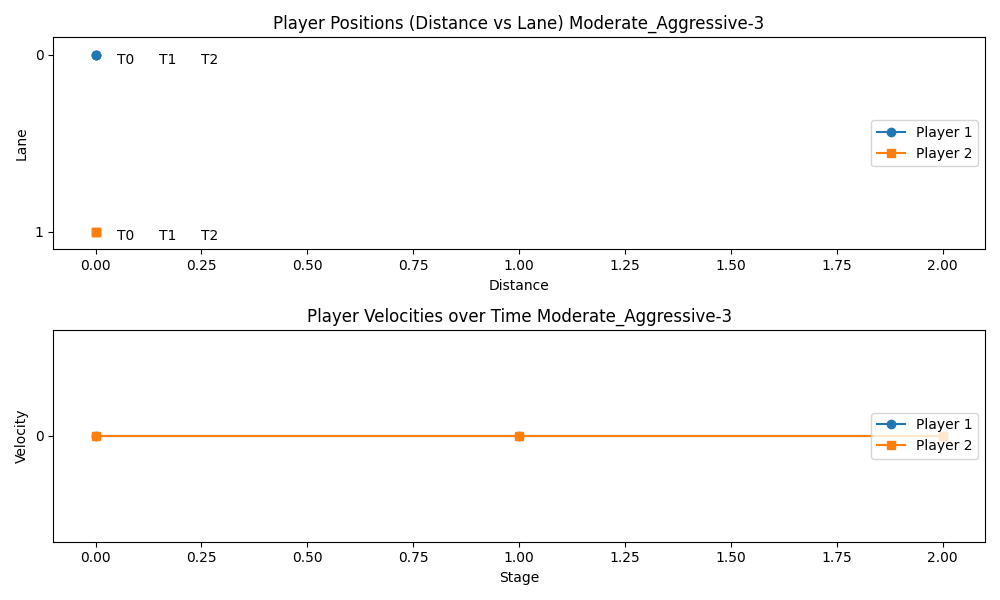 Player Positions (Distance vs Lane) Moderate_Aggressive-3
0
T0 T1 T2
Lane
Player 1
Player 2
1
T0 T1 T2
0.00 0.25 0.50 0.75 1.00 1.25 1.50 1.75 2.00
Distance
Player Velocities over Time Moderate_Aggressive-3
Velocity
0
Player 1
Player 2
0.00 0.25 0.50 0.75 1.00 1.25 1.50 1.75 2.00
Stage